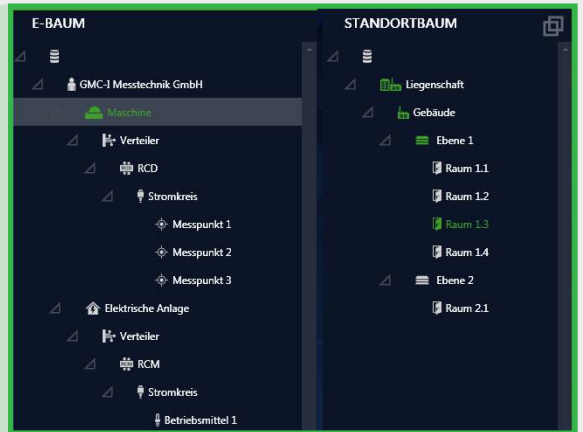 E-BAUM
GMC-I Messtechnik GmbH
Maschine
Verteiler
RCD
Stromkreis
Messpunkt 1
Messpunkt 2
Messpunkt 3
Elektrische Anlage
Verteiler
RCM
Stromkreis
Betriebsmittel 1
STANDORTBAUM
Liegenschaft
Gebäude
Ebene 1
Raum 1.1
Raum 1.2
Raum 1.3
Raum 1.4
Ebene 2
Raum 2.1